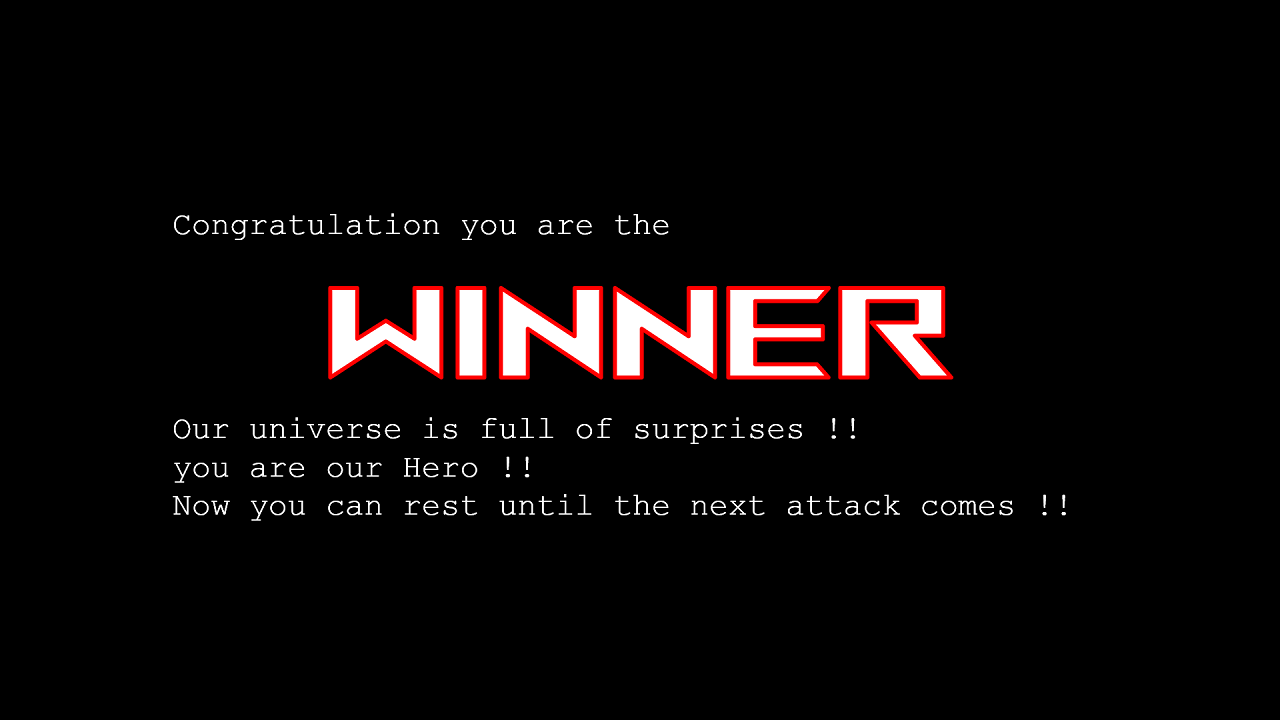 Congratulation you are the
WINNER
Our universe is full of surprises !!
you are our Hero !!
Now you can rest until the next attack comes !!